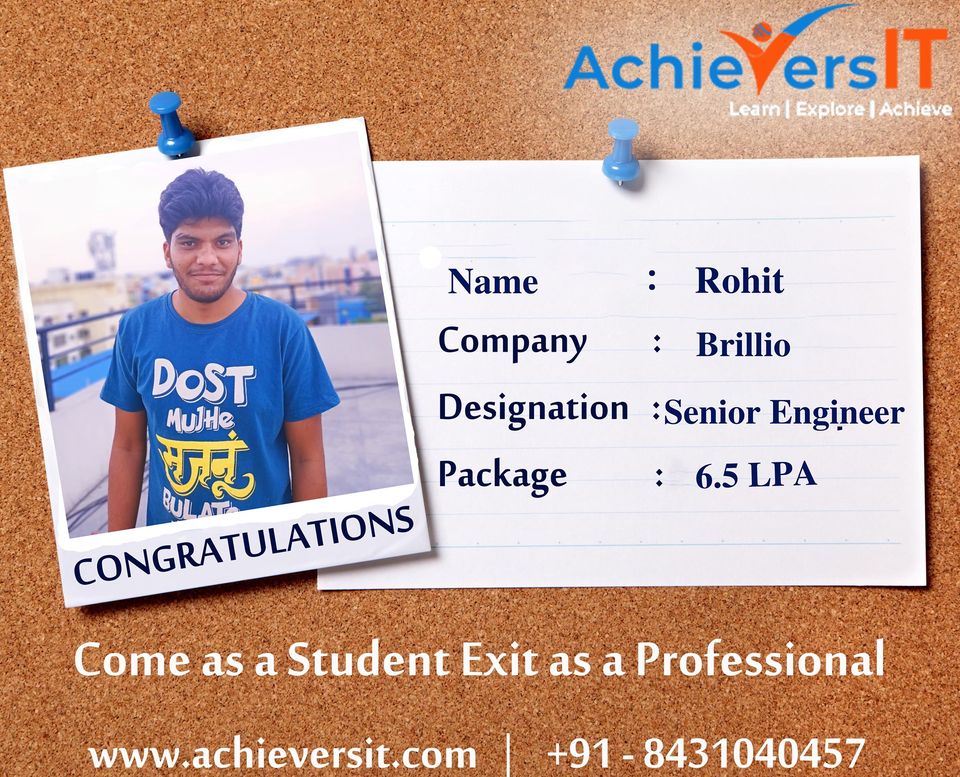 AchieVersIT
Learn | Explore | Achieve
DOST
MUJHE
सजनूं
BULATE
CONGRATULATIONS
Name : Rohit
Company : Brillio
Designation :Senior Engineer
Package : 6.5 LPA
Come as a Student Exit as a Professional
www.achieversit.com | +91 - 8431040457